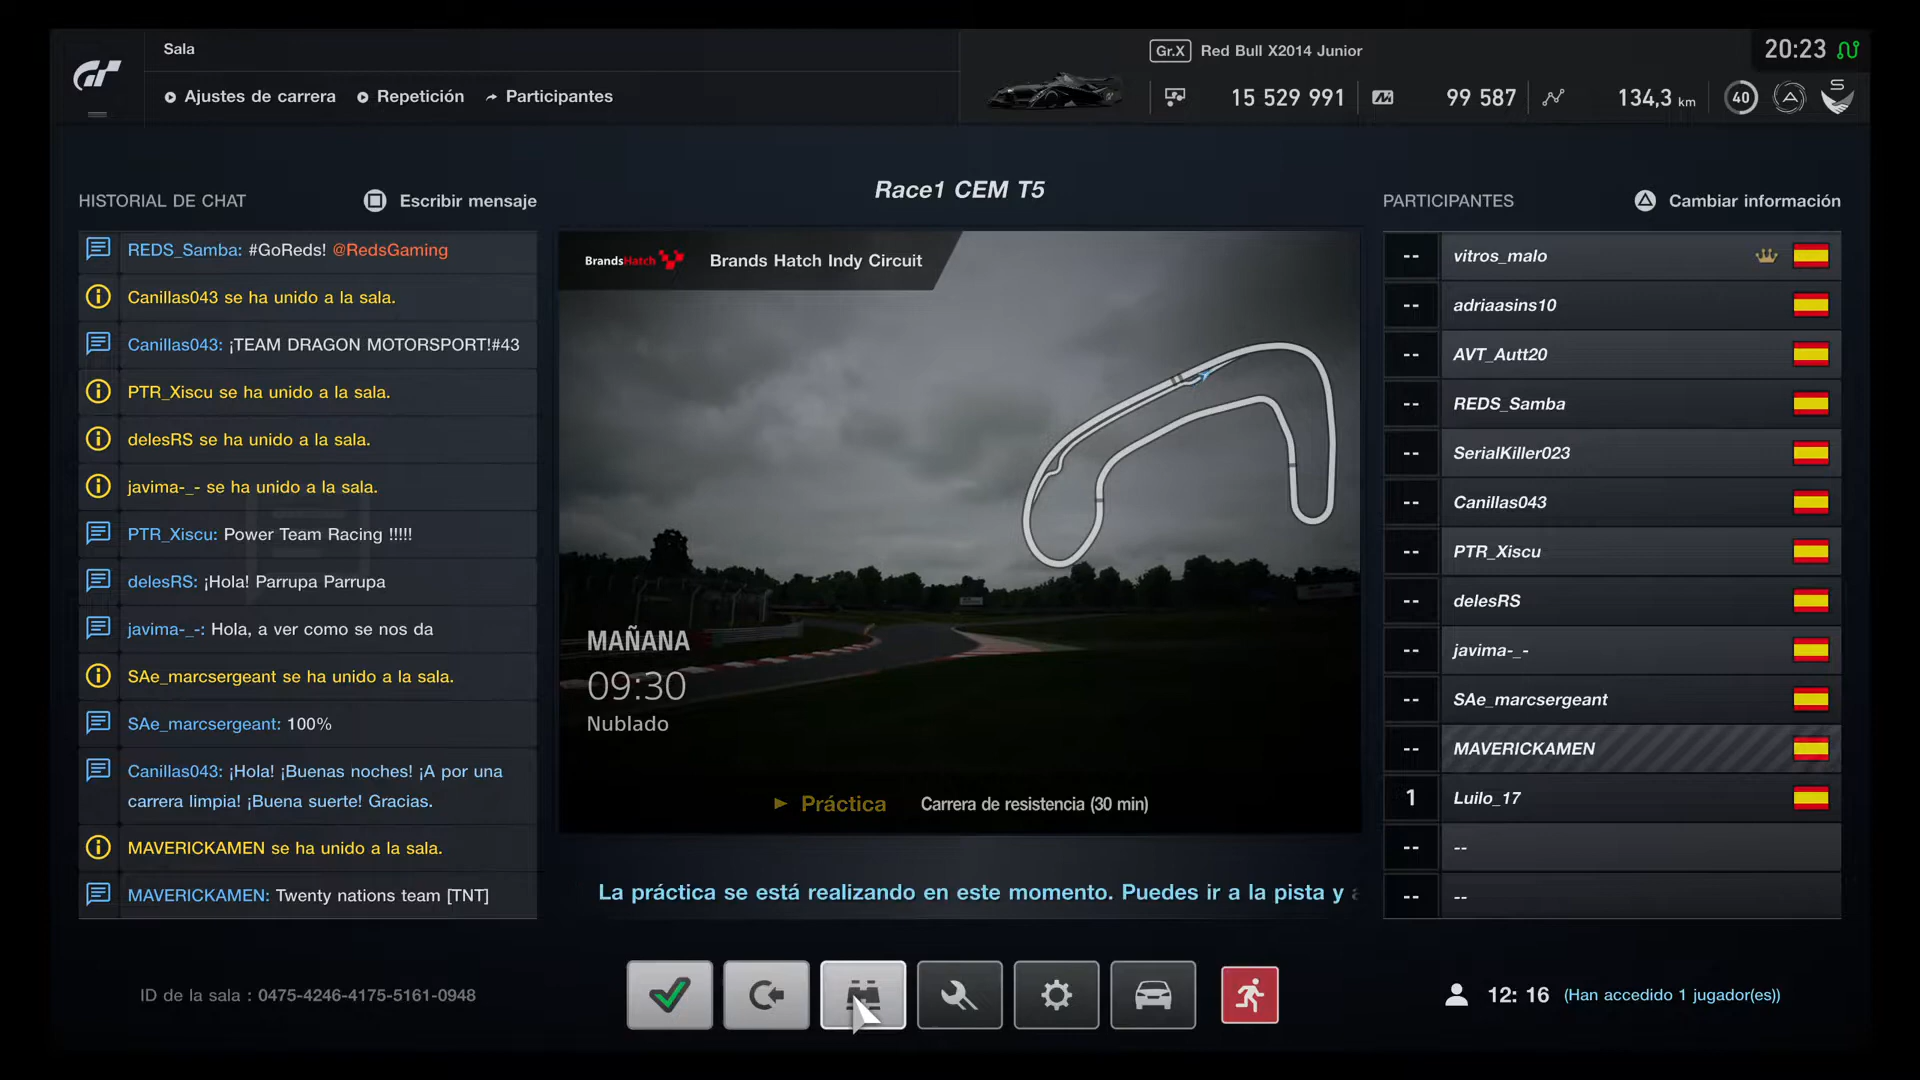 Sala
Ajustes de carrera
Repetición
Participantes
Gr.X Red Bull X2014 Junior
20:23
15 529 991
99 587
134,3 km
40
S
HISTORIAL DE CHAT
Escribir mensaje
REDS_Samba: #GoReds! @RedsGaming
Canillas043 se ha unido a la sala.
Canillas043: ¡TEAM DRAGON MOTORSPORT!#43
PTR_Xiscu se ha unido a la sala.
delesRS se ha unido a la sala.
javima-_- se ha unido a la sala.
PTR_Xiscu: Power Team Racing !!!!!
delesRS: ¡Hola! Parrupa Parrupa
javima-_-: Hola, a ver como se nos da
SAe_marcsergeant se ha unido a la sala.
SAe_marcsergeant: 100%
Canillas043: ¡Hola! ¡Buenas noches! ¡A por una
carrera limpia! ¡Buena suerte! Gracias.
MAVERICKAMEN se ha unido a la sala.
MAVERICKAMEN: Twenty nations team [TNT]
ID de la sala : 0475-4246-4175-5161-0948
Race1 CEM T5
BrandsHatch
Brands Hatch Indy Circuit
MAÑANA
09:30
Nublado
Práctica
Carrera de resistencia (30 min)
La práctica se está realizando en este momento. Puedes ir a la pista y a
PARTICIPANTES
Cambiar información
-- vitros_malo
-- adriaasins10
-- AVT_Autt20
-- REDS_Samba
-- SerialKiller023
-- Canillas043
-- PTR_Xiscu
-- delesRS
-- javima-_-
-- SAe_marcsergeant
-- MAVERICKAMEN
1 Luilo_17
-- --
-- --
12: 16 (Han accedido 1 jugador(es))